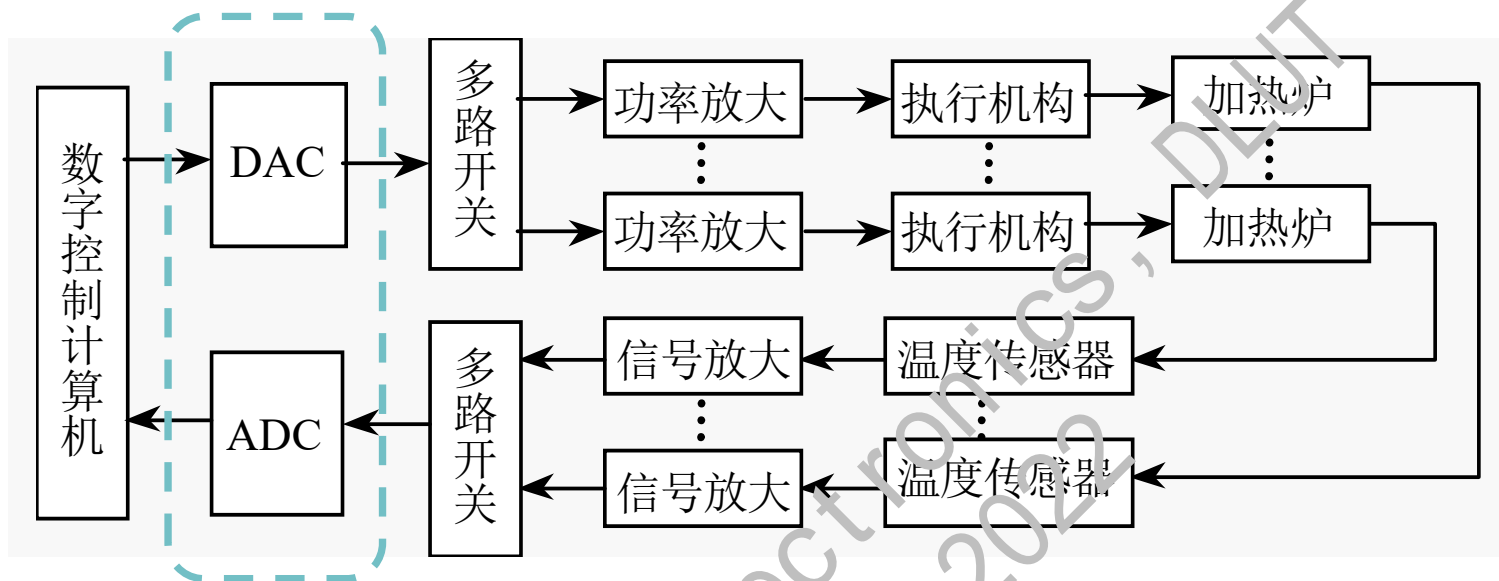 数字控制计算机
DAC
多路开关
功率放大
执行机构
加热炉
功率放大
执行机构
加热炉
ADC
多路开关
信号放大
温度传感器
信号放大
温度传感器
ctronics, DLUT
2022